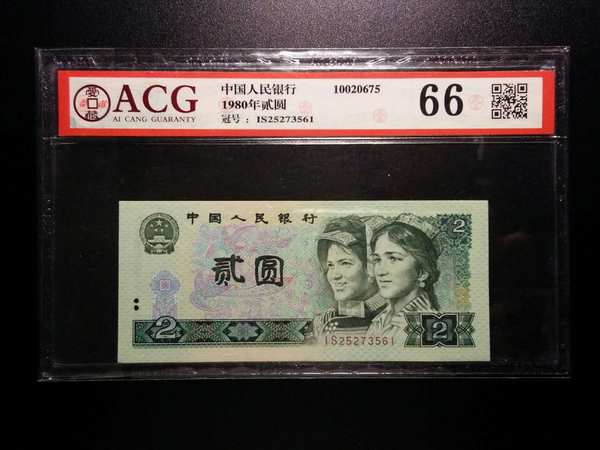 ACG
AI CANG GUARANTY
中国人民银行
1980年贰圆
冠号：IS25273561
10020675
66
中国人民银行
贰圆
2
2
2
IS25273561